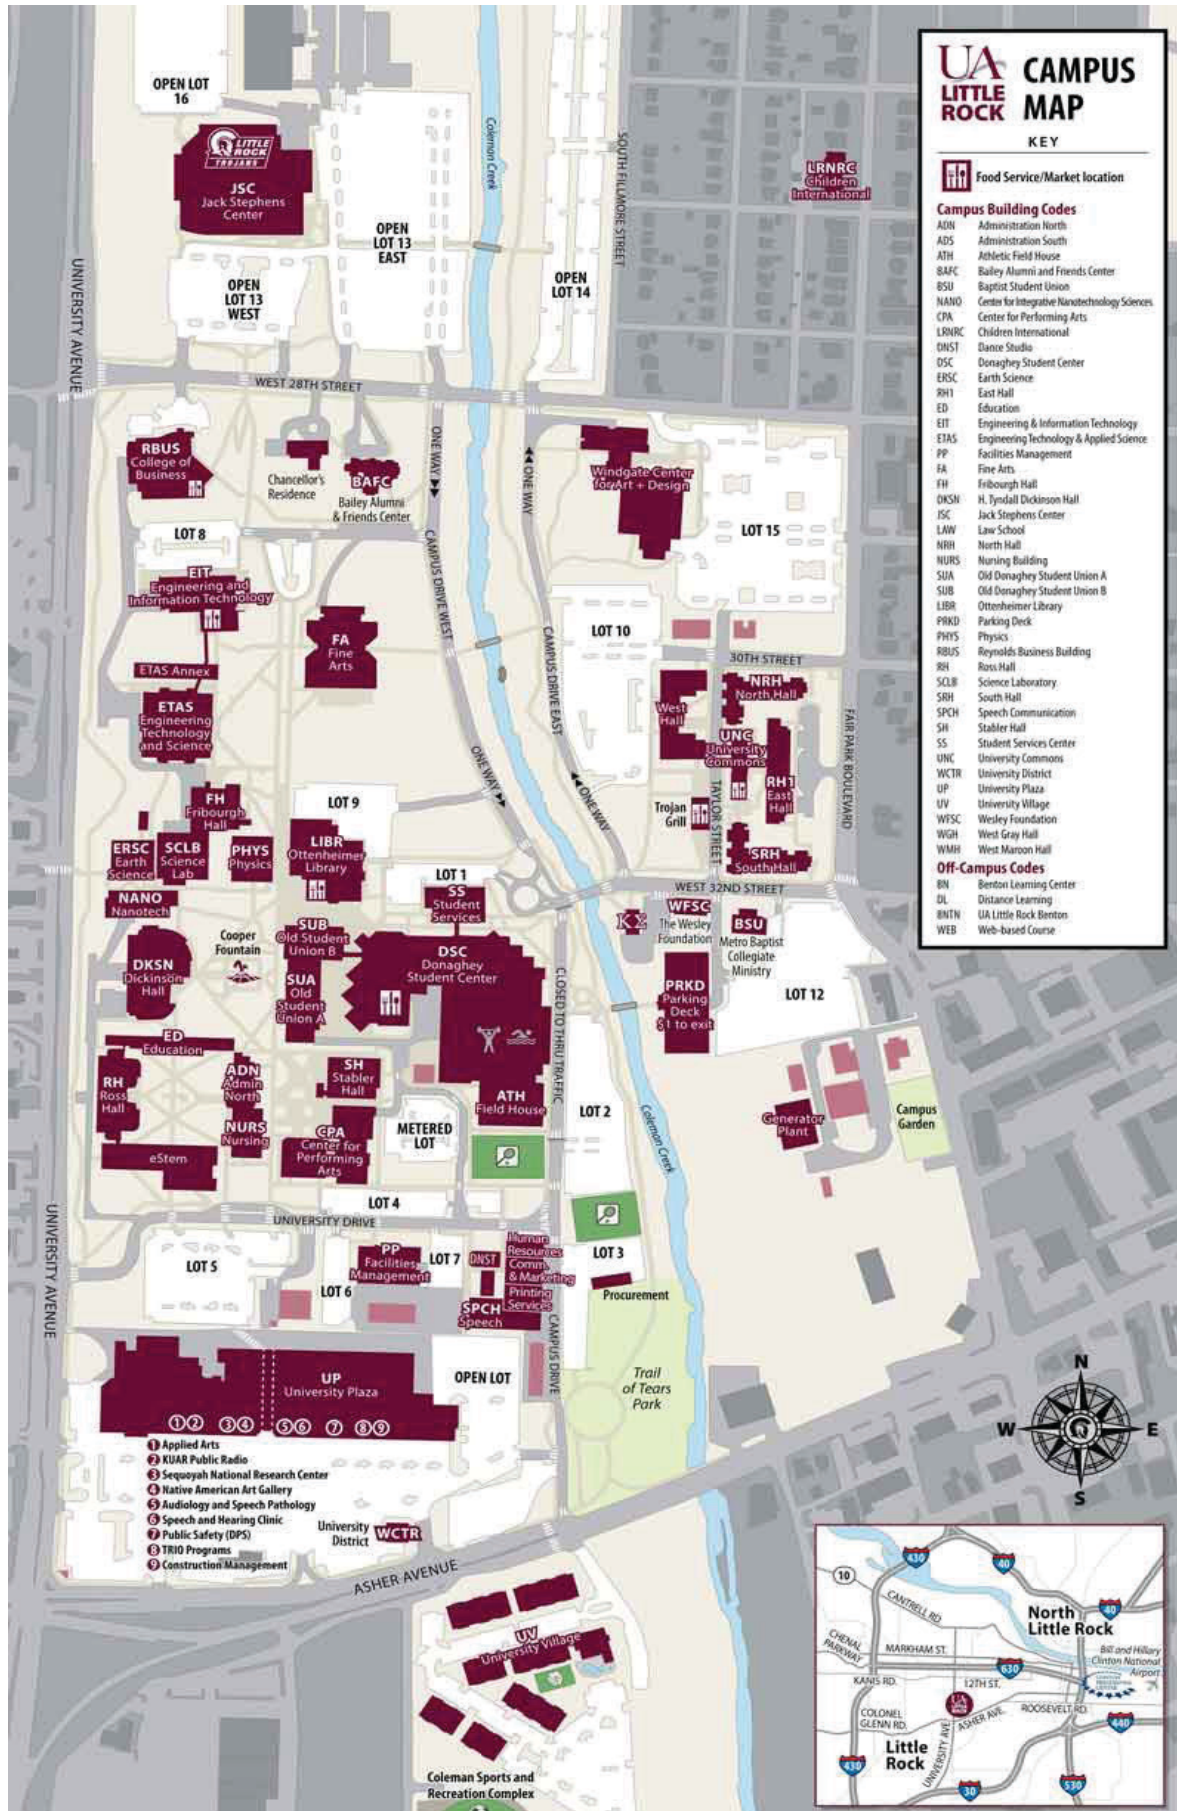 UA
LITTLE
ROCK
CAMPUS
MAP
KEY
Food Service/Market location
Campus Building Codes
ADN Administration North
ADS Administration South
ATH Athletic Field House
BAFC Bailey Alumni and Friends Center
BSU Baptist Student Union
NANO Center for Integrative Nanotechnology Sciences
CPA Center for Performing Arts
LRNRC Children International
DNST Dance Studio
DSC Donaghey Student Center
ERSC Earth Science
RH1 East Hall
ED Education
EIT Engineering & Information Technology
ETAS Engineering Technology & Applied Science
PP Facilities Management
FA Fine Arts
FH Fribourgh Hall
DKSN H. Tyndall Dickinson Hall
JSC Jack Stephens Center
LAW Law School
NRH North Hall
NURS Nursing Building
SUA Old Donaghey Student Union A
SUB Old Donaghey Student Union B
LIBR Ottenheimer Library
PRKD Parking Deck
PHYS Physics
RBUS Reynolds Business Building
RH Ross Hall
SCLB Science Laboratory
SRH South Hall
SPCH Speech Communication
SH Stabler Hall
SS Student Services Center
UNC University Commons
WCTR University District
UP University Plaza
UV University Village
WFSC Wesley Foundation
WGH West Gray Hall
WMH West Maroon Hall
Off-Campus Codes
BN Benton Learning Center
DL Distance Learning
BNTN UA Little Rock Benton
WEB Web-based Course
OPEN LOT
16
LITTLE
ROCK
TROJANS
JSC
Jack Stephens
Center
OPEN
LOT 13
EAST
OPEN
LOT 13
WEST
OPEN
LOT 14
Coleman Creek
SOUTH FILLMORE STREET
LRNRC
Children
International
UNIVERSITY AVENUE
WEST 28TH STREET
RBUS
College of
Business
Chancellor's
Residence
BAFC
Bailey Alumni
& Friends Center
ONE WAY
ONE WAY
Windgate Center
for Art + Design
LOT 15
LOT 8
CAMPUS DRIVE WEST
EIT
Engineering and
Information Technology
FA
Fine
Arts
LOT 10
CAMPUS DRIVE EAST
30TH STREET
ETAS Annex
ETAS
Engineering
Technology
and Science
West
Hall
NRH
North Hall
UNC
University
Commons
RH1
East
Hall
FAIR PARK BOULEVARD
ONE WAY
ONE WAY
TAYLOR STREET
Trojan
Grill
FH
Fribourgh
Hall
LOT 9
ERSC
Earth
Science
SCLB
Science
Lab
PHYS
Physics
LIBR
Ottenheimer
Library
SRH
South Hall
LOT 1
WEST 32ND STREET
SS
Student
Services
NANO
Nanotech
ΚΣ
WFSC
The Wesley
Foundation
BSU
Metro Baptist
Collegiate
Ministry
SUB
Old Student
Union B
Cooper
Fountain
DSC
Donaghey
Student Center
DKSN
Dickinson
Hall
SUA
Old
Student
Union A
CLOSED TO THRU TRAFFIC
PRKD
Parking
Deck
$1 to exit
LOT 12
ED
Education
RH
Ross
Hall
ADN
Admin
North
SH
Stabler
Hall
ATH
Field House
LOT 2
Coleman Creek
NURS
Nursing
CPA
Center for
Performing
Arts
METERED
LOT
Generator
Plant
Campus
Garden
eStem
LOT 4
UNIVERSITY DRIVE
UNIVERSITY AVENUE
LOT 5
PP
Facilities
Management
LOT 7
DNST
Human
Resources
Comm.
& Marketing
Printing
Services
LOT 3
LOT 6
SPCH
Speech
Procurement
CAMPUS DRIVE
UP
University Plaza
OPEN LOT
Trail
of Tears
Park
1 2 3 4 5 6 7 8 9
1 Applied Arts
2 KUAR Public Radio
3 Sequoyah National Research Center
4 Native American Art Gallery
5 Audiology and Speech Pathology
6 Speech and Hearing Clinic
7 Public Safety (DPS)
8 TRIO Programs
9 Construction Management
University
District
WCTR
ASHER AVENUE
UV
University Village
Coleman Sports and
Recreation Complex
N
W E
S
430
40
10
CANTRELL RD.
North
Little Rock
40
CHENAL
PARKWAY
MARKHAM ST.
Bill and Hillary
Clinton National
Airport
630
KANIS RD.
12TH ST.
UA
COLONEL
GLENN RD.
ASHER AVE.
ROOSEVELT RD.
440
Little
Rock
UNIVERSITY AVE
430
30
530